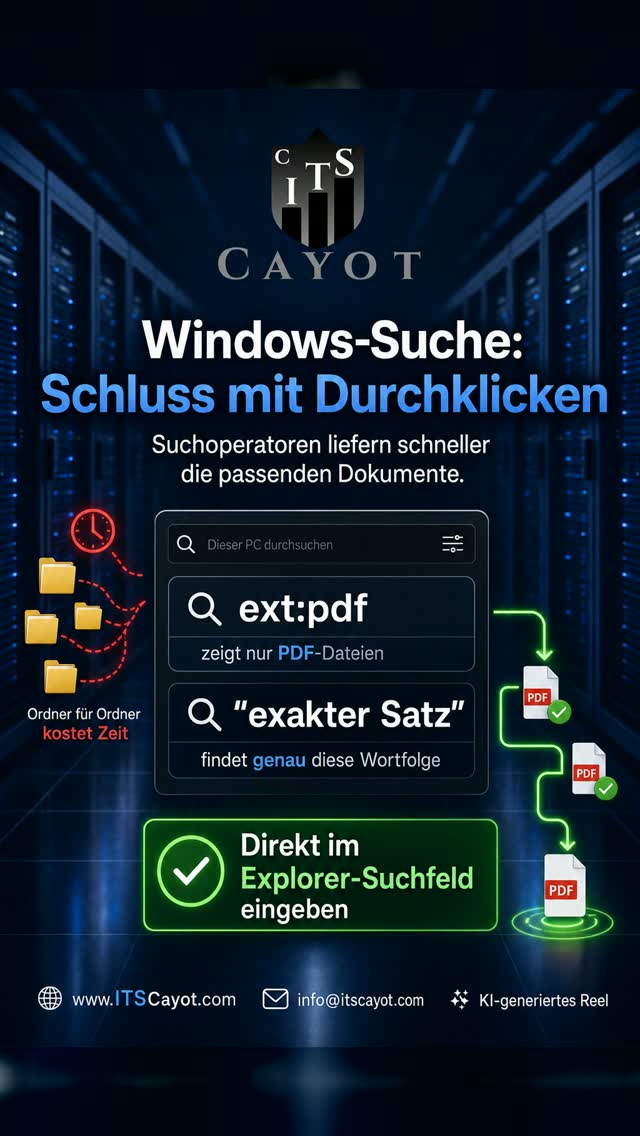 C ITS
CAYOT
Windows-Suche:
Schluss mit Durchklicken
Suchoperatoren liefern schneller
die passenden Dokumente.
Dieser PC durchsuchen
ext:pdf
zeigt nur PDF-Dateien
"exakter Satz"
findet genau diese Wortfolge
Ordner für Ordner
kostet Zeit
PDF
PDF
PDF
Direkt im
Explorer-Suchfeld
eingeben
www.ITSCayot.com
info@itscayot.com
KI-generiertes Reel